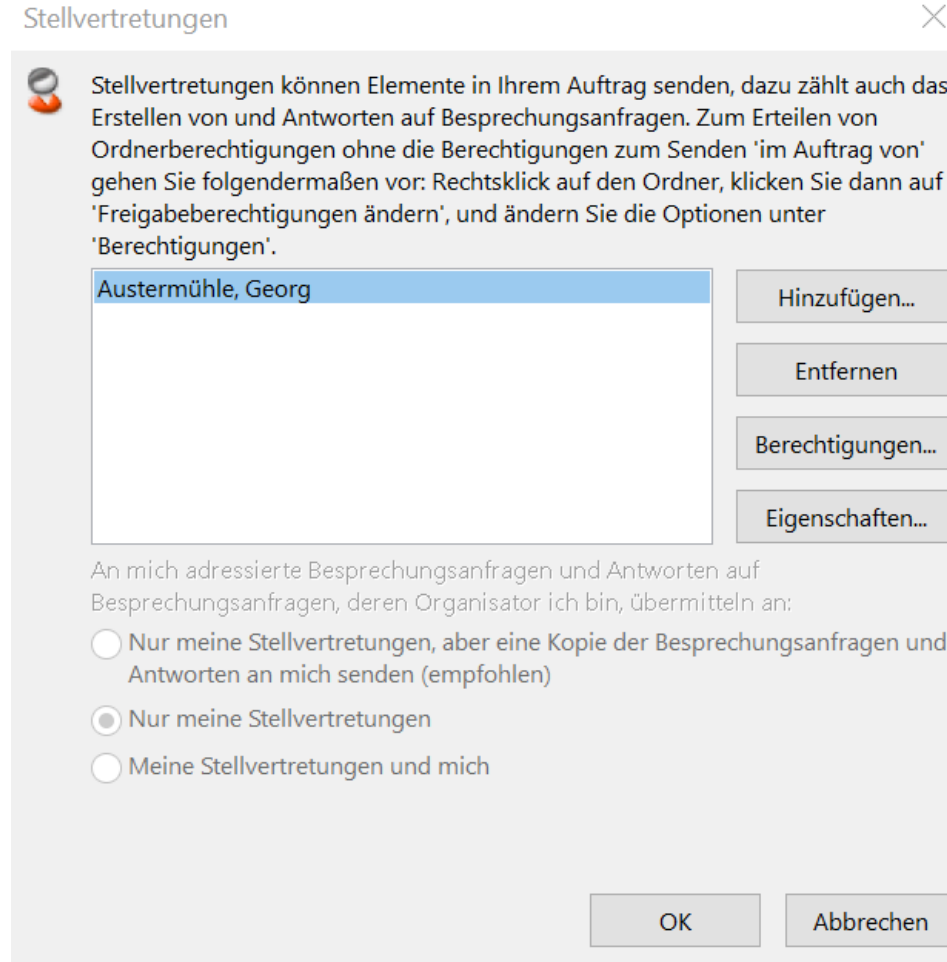 Stellvertretungen
Stellvertretungen können Elemente in Ihrem Auftrag senden, dazu zählt auch das
Erstellen von und Antworten auf Besprechungsanfragen. Zum Erteilen von
Ordnerberechtigungen ohne die Berechtigungen zum Senden 'im Auftrag von'
gehen Sie folgendermaßen vor: Rechtsklick auf den Ordner, klicken Sie dann auf
'Freigabeberechtigungen ändern', und ändern Sie die Optionen unter
'Berechtigungen'.
Austermühle, Georg
Hinzufügen...
Entfernen
Berechtigungen...
Eigenschaften...
An mich adressierte Besprechungsanfragen und Antworten auf
Besprechungsanfragen, deren Organisator ich bin, übermitteln an:
Nur meine Stellvertretungen, aber eine Kopie der Besprechungsanfragen und
Antworten an mich senden (empfohlen)
Nur meine Stellvertretungen
Meine Stellvertretungen und mich
OK
Abbrechen